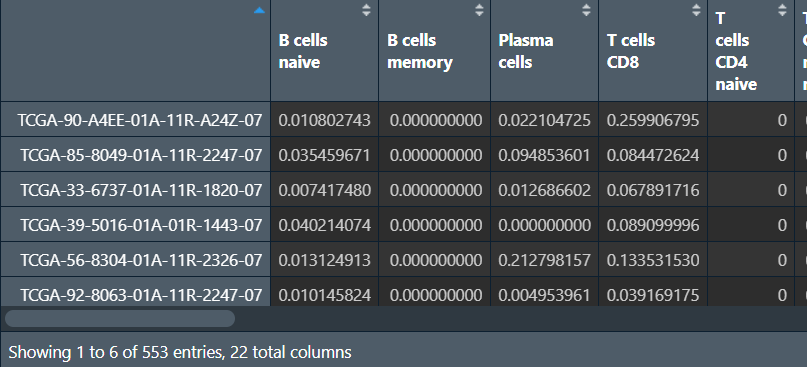 B cells naive B cells memory Plasma cells T cells CD8 T cells CD4 naive
TCGA-90-A4EE-01A-11R-A24Z-07 0.010802743 0.000000000 0.022104725 0.259906795 0
TCGA-85-8049-01A-11R-2247-07 0.035459671 0.000000000 0.094853601 0.084472624 0
TCGA-33-6737-01A-11R-1820-07 0.007417480 0.000000000 0.012686602 0.067891716 0
TCGA-39-5016-01A-01R-1443-07 0.040214074 0.000000000 0.000000000 0.089099996 0
TCGA-56-8304-01A-11R-2326-07 0.013124913 0.000000000 0.212798157 0.133531530 0
TCGA-92-8063-01A-11R-2247-07 0.010145824 0.000000000 0.004953961 0.039169175 0
Showing 1 to 6 of 553 entries, 22 total columns